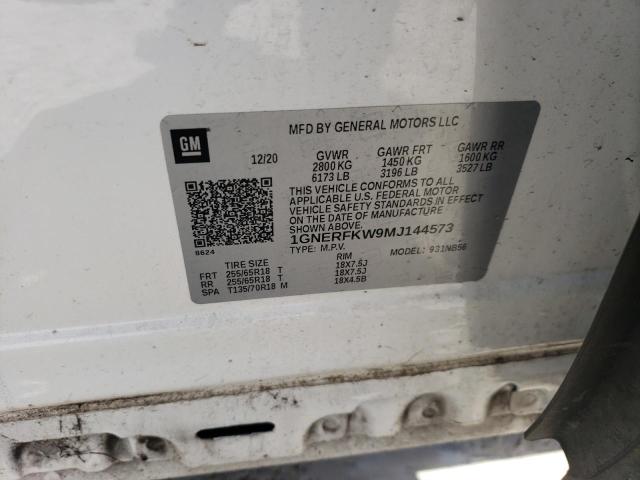 GM
MFD BY GENERAL MOTORS LLC
12/20 GVWR GAWR FRT GAWR RR
2800 KG 1450 KG 1600 KG
6173 LB 3196 LB 3527 LB
THIS VEHICLE CONFORMS TO ALL
APPLICABLE U.S. FEDERAL MOTOR
VEHICLE SAFETY STANDARDS IN EFFECT
ON THE DATE OF MANUFACTURE
SHOWN ABOVE.
1GNERFKW9MJ144573
8624 TYPE: M.P.V. MODEL: 931NB56
TIRE SIZE RIM
FRT 255/65R18 T 18X7.5J
RR 255/65R18 T 18X7.5J
SPA T135/70R18 M 18X4.5B